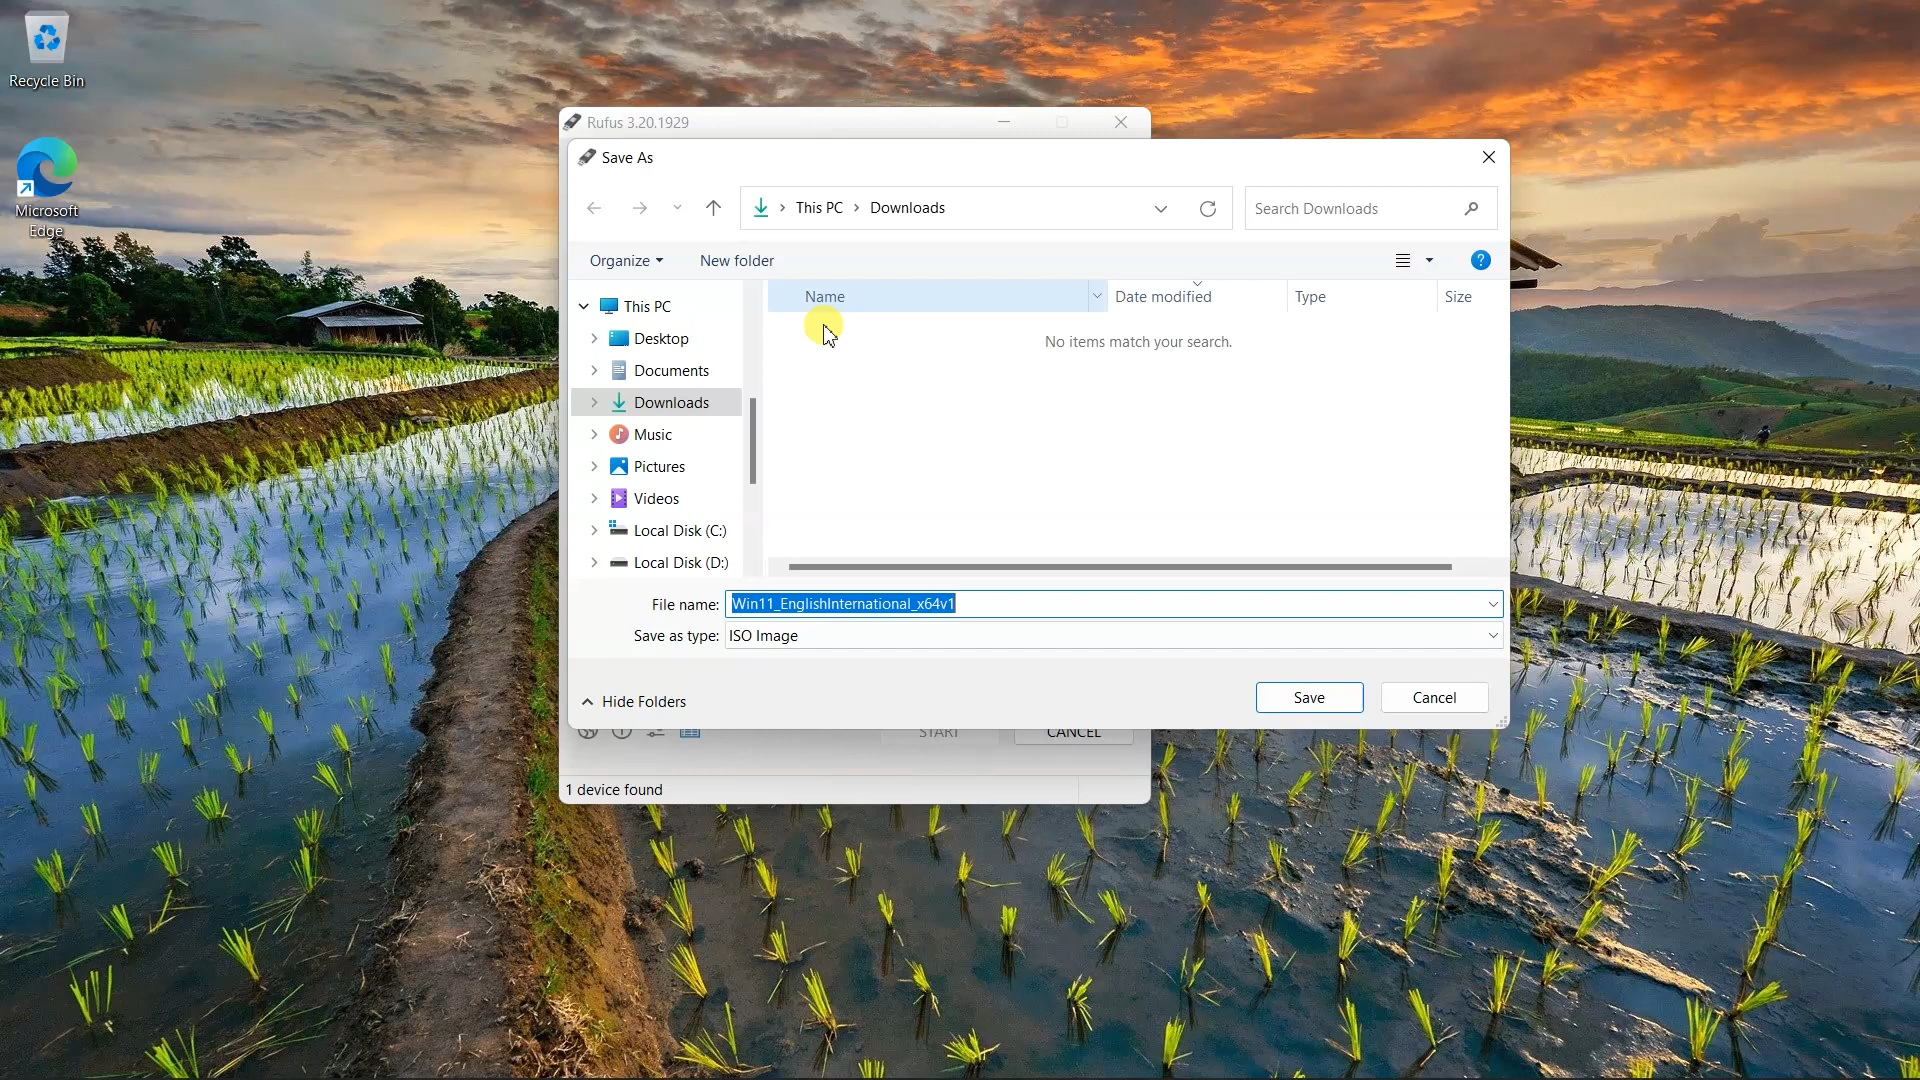 Recycle Bin
Microsoft
Edge
Rufus 3.20.1929
Save As
This PC
Downloads
Search Downloads
Organize
New folder
?
Name
Date modified
Type
Size
No items match your search.
This PC
Desktop
Documents
Downloads
Music
Pictures
Videos
Local Disk (C:)
Local Disk (D:)
File name: Win11_EnglishInternational_x64v1
Save as type: ISO Image
Hide Folders
Save
Cancel
START
CANCEL
1 device found